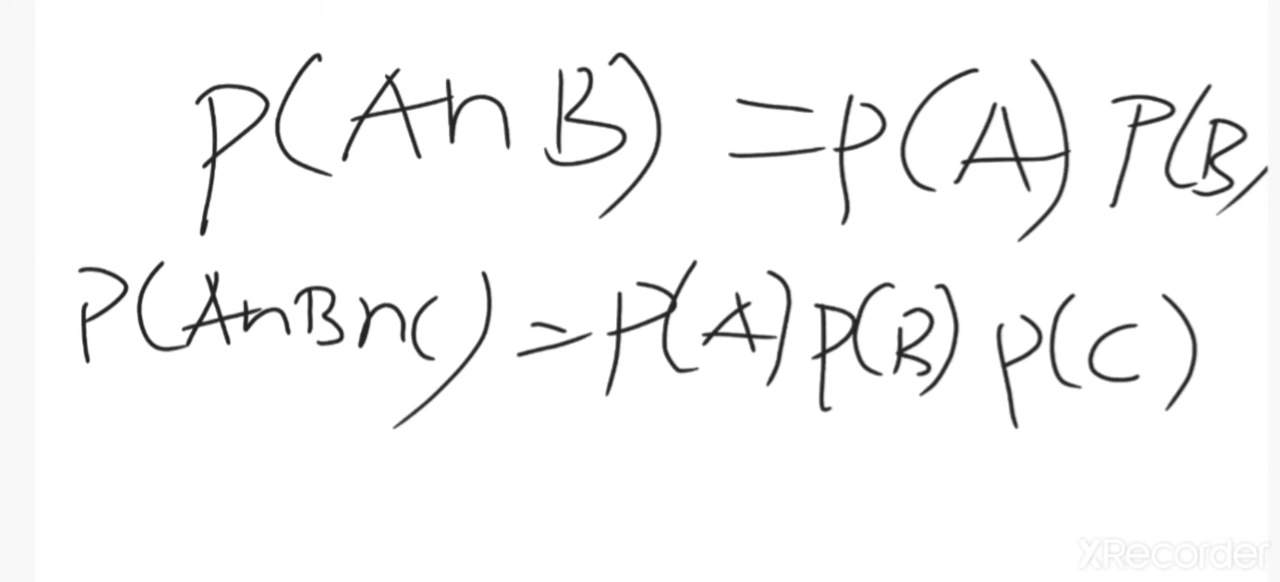 P(A∩B) = P(A) P(B)
P(A∩B∩C) = P(A) P(B) P(C)
XRecorder